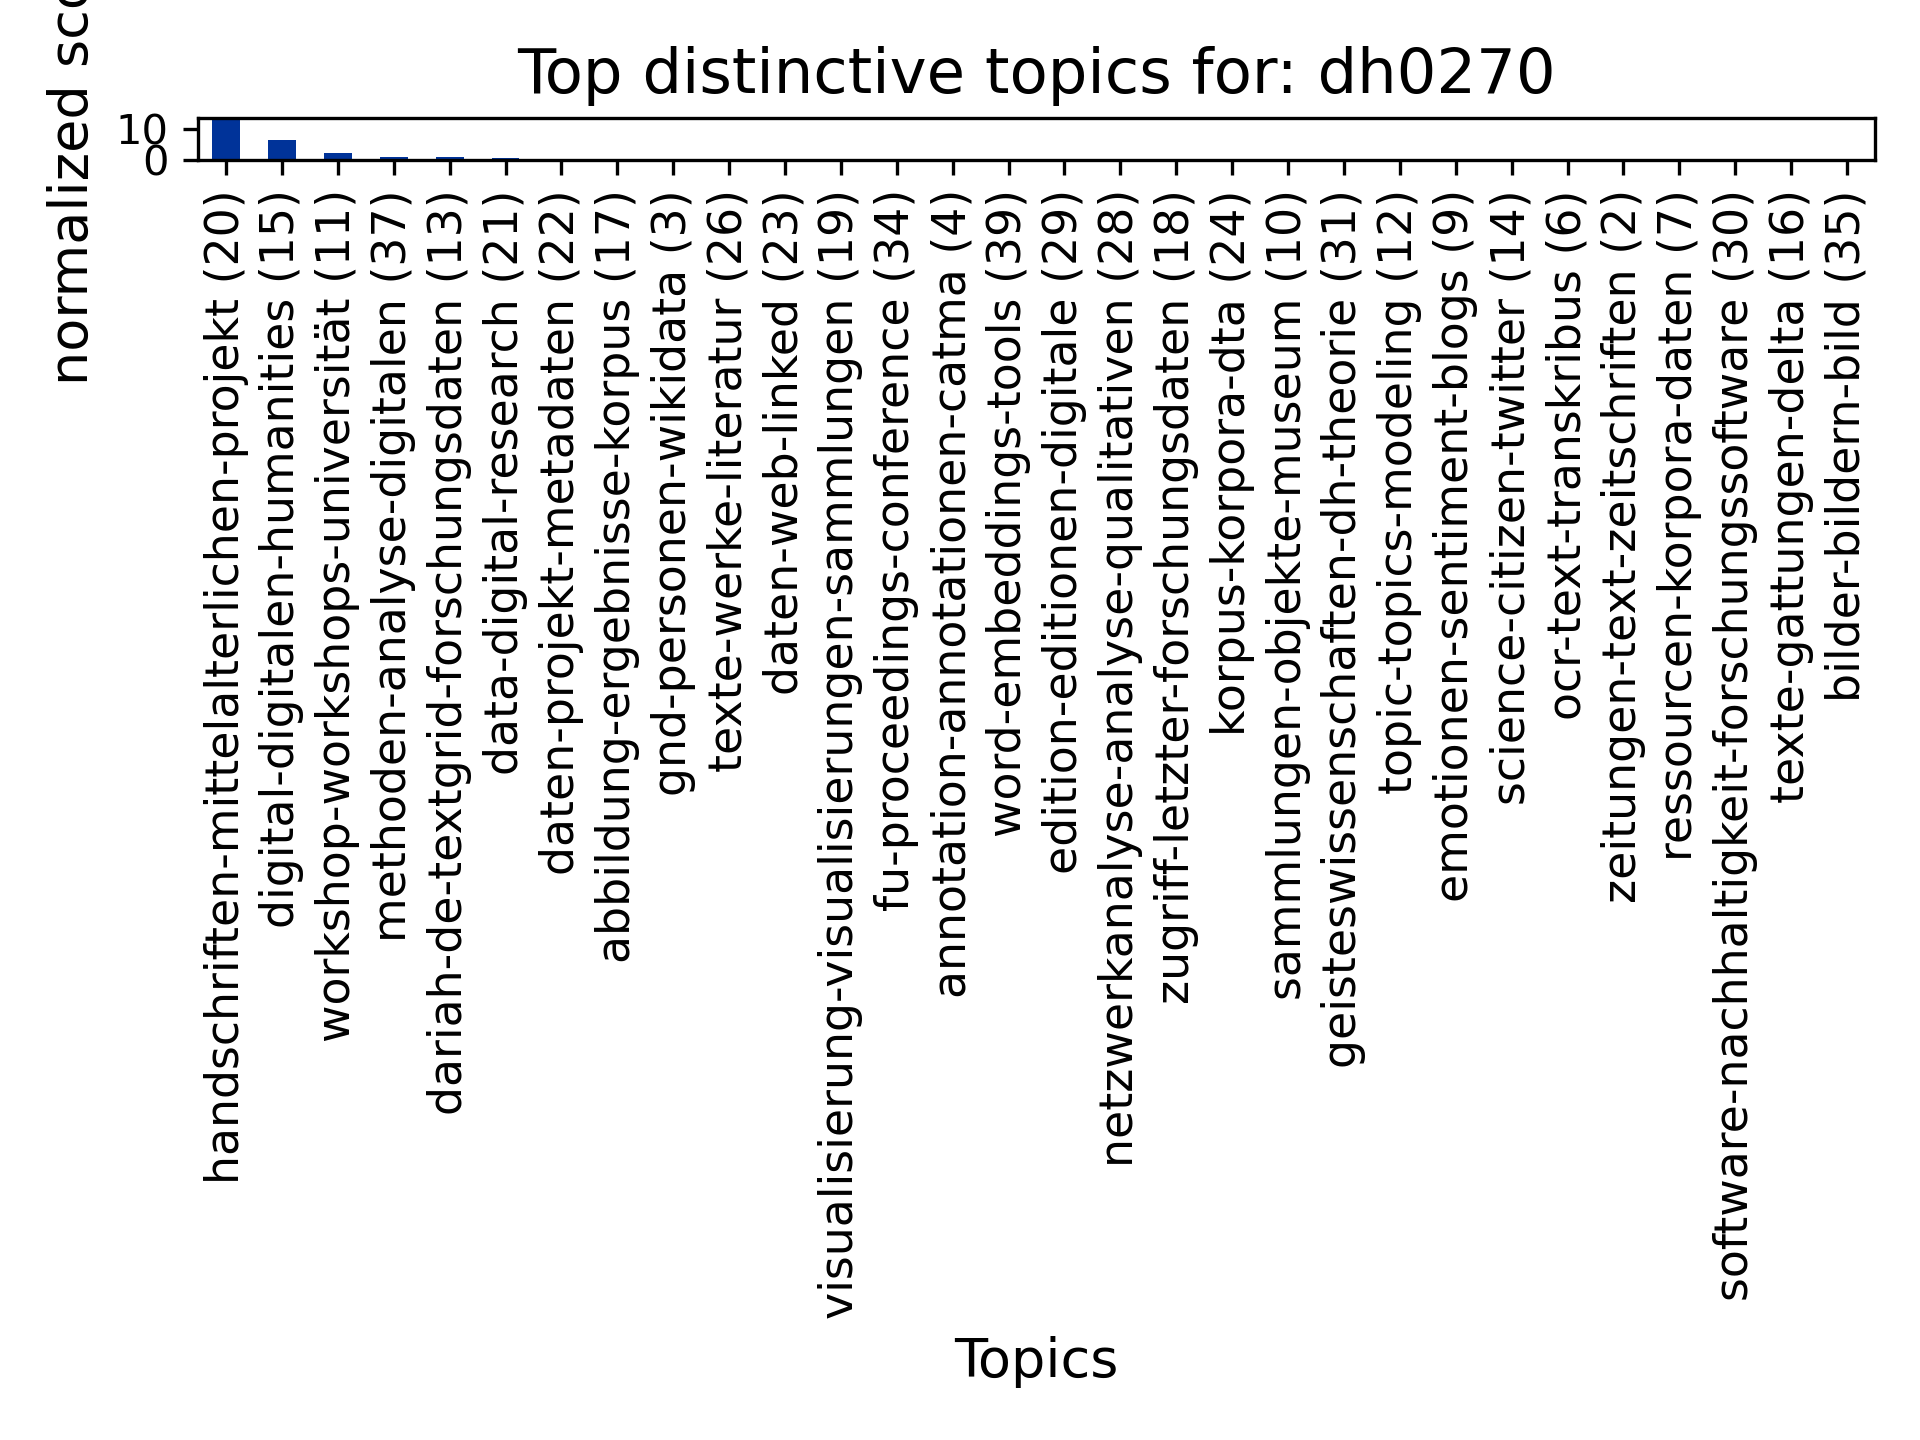 Top distinctive topics for: dh0270
normalized
10
0
handschriften-mittelalterlichen-projekt (20)
digital-digitalen-humanities (15)
workshop-workshops-universität (11)
methoden-analyse-digitalen (37)
dariah-de-textgrid-forschungsdaten (13)
data-digital-research (21)
daten-projekt-metadaten (22)
abbildung-ergebnisse-korpus (17)
gnd-personen-wikidata (3)
texte-werke-literatur (26)
daten-web-linked (23)
visualisierung-visualisierungen-sammlungen (19)
fu-proceedings-conference (34)
annotation-annotationen-catma (4)
word-embeddings-tools (39)
edition-editionen-digitale (29)
netzwerkanalyse-analyse-qualitativen (28)
zugriff-letzter-forschungsdaten (18)
korpus-korpora-dta (24)
sammlungen-objekte-museum (10)
geisteswissenschaften-dh-theorie (31)
topic-topics-modeling (12)
emotionen-sentiment-blogs (9)
science-citizen-twitter (14)
ocr-text-transkribus (6)
zeitungen-text-zeitschriften (2)
ressourcen-korpora-daten (7)
software-nachhaltigkeit-forschungssoftware (30)
texte-gattungen-delta (16)
bilder-bildern-bild (35)
Topics